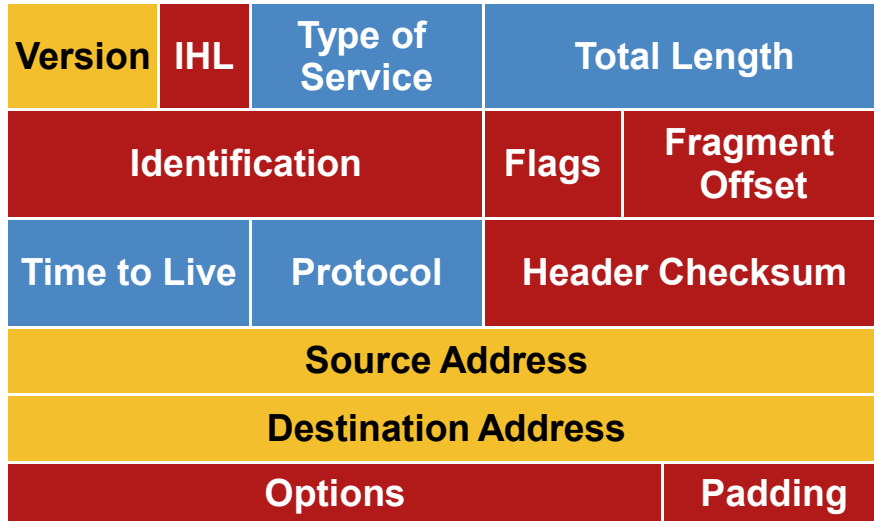 Version
IHL
Type of
Service
Total Length
Identification
Flags
Fragment
Offset
Time to Live
Protocol
Header Checksum
Source Address
Destination Address
Options
Padding